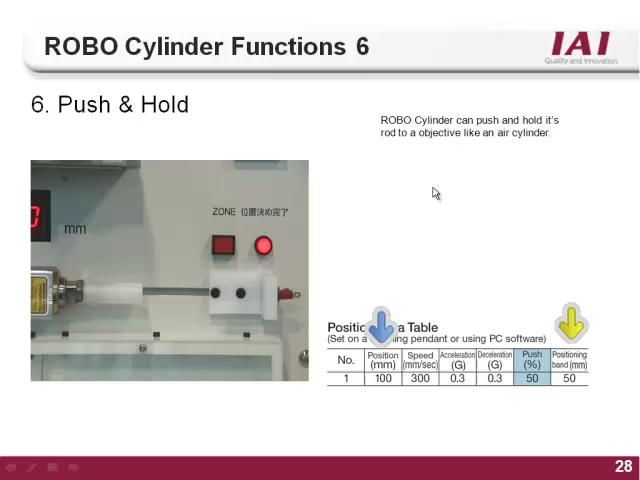 ROBO Cylinder Functions 6
IAI
Quality and Innovation
6. Push & Hold
ROBO Cylinder can push and hold it's
rod to a objective like an air cylinder.
ZONE 位置決め完了
mm
Table
(Set on a pendant or using PC software)
No. Position (mm) Speed (mm/sec) Acceleration (G) Deceleration (G) Push (%) Positioning band (mm)
1 100 300 0.3 0.3 50 50
28